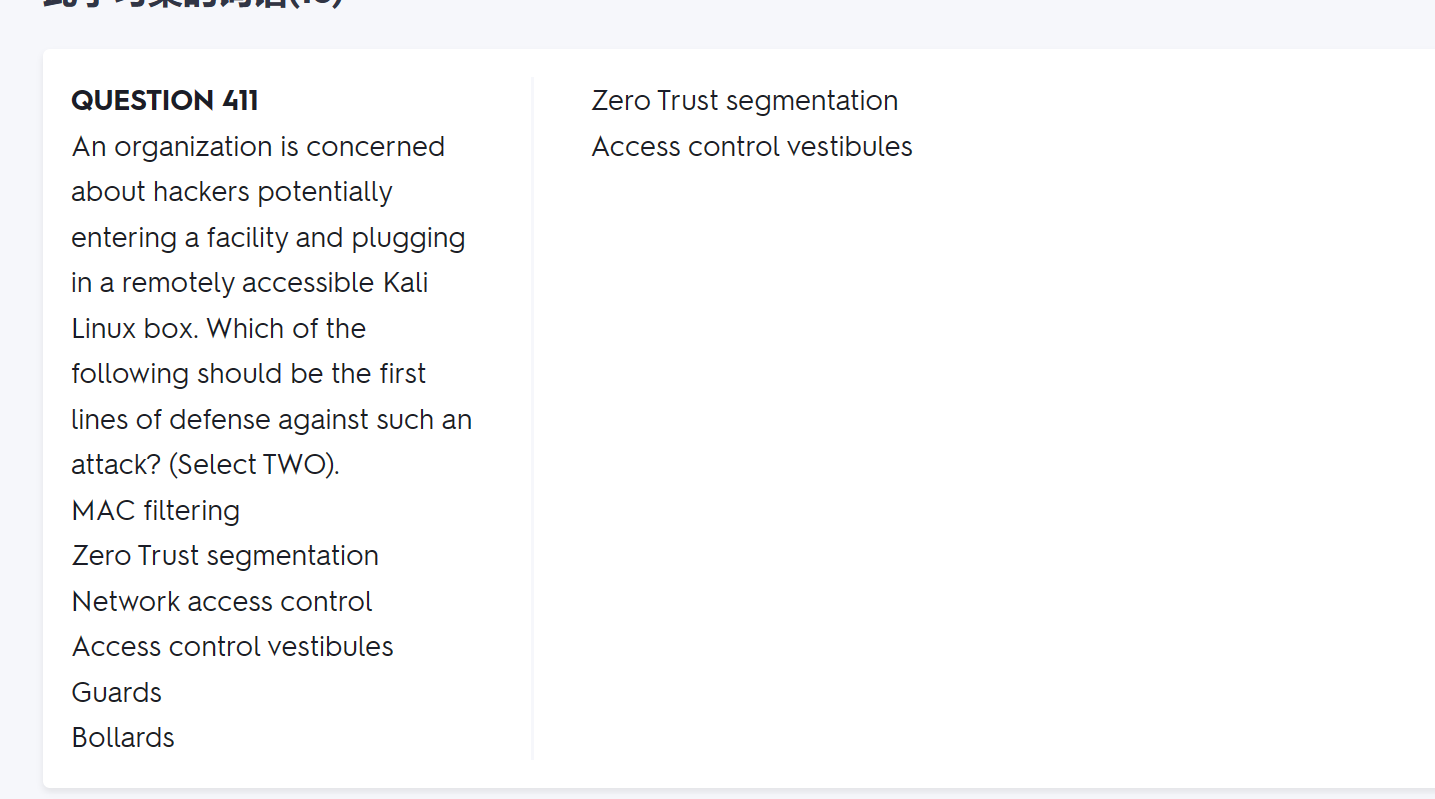 QUESTION 411
An organization is concerned
about hackers potentially
entering a facility and plugging
in a remotely accessible Kali
Linux box. Which of the
following should be the first
lines of defense against such an
attack? (Select TWO).
MAC filtering
Zero Trust segmentation
Network access control
Access control vestibules
Guards
Bollards
Zero Trust segmentation
Access control vestibules